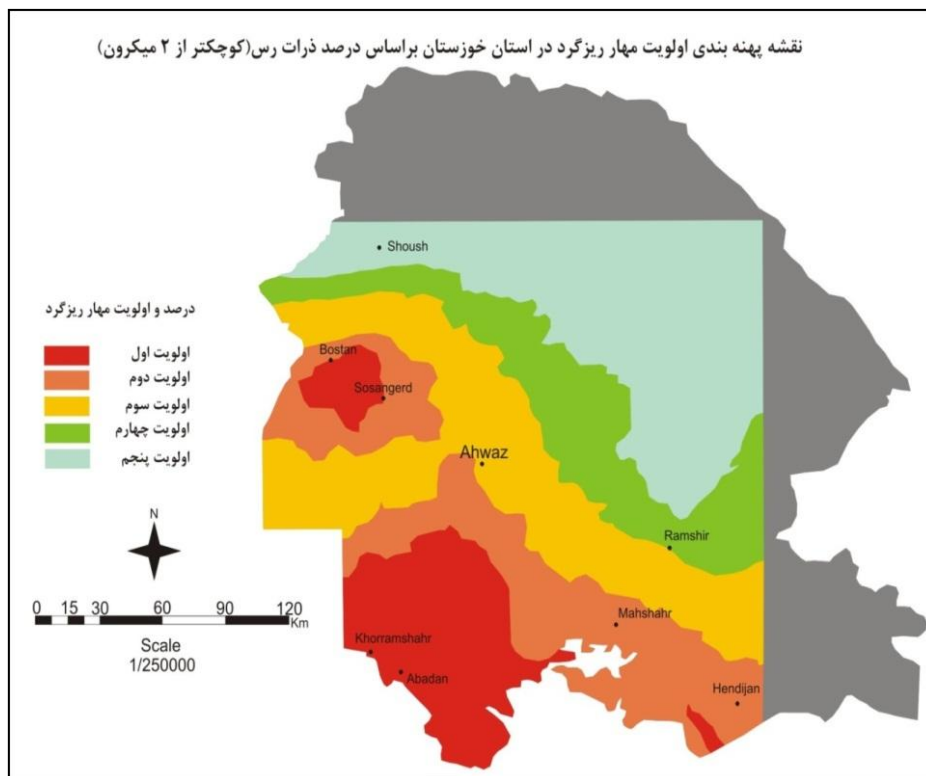 نقشه پهنه بندی اولویت مهار ریزگرد در استان خوزستان براساس درصد ذرات رس(کوچکتر از ۲ میکرون)
Shoush
درصد و اولویت مهار ریزگرد
اولویت اول
اولویت دوم
اولویت سوم
اولویت چهارم
اولویت پنجم
Bostan
Sosangerd
Ahwaz
N
Ramshir
0 15 30 60 90 120
Km
Scale
1/250000
Mahshahr
Khorramshahr
Abadan
Hendijan